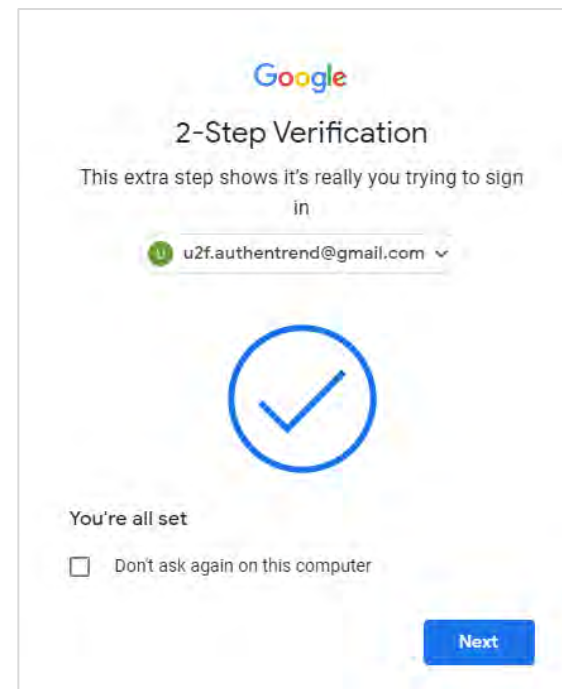 Google
2-Step Verification
This extra step shows it's really you trying to sign
in
U u2f.authentrend@gmail.com
You're all set
Don't ask again on this computer
Next